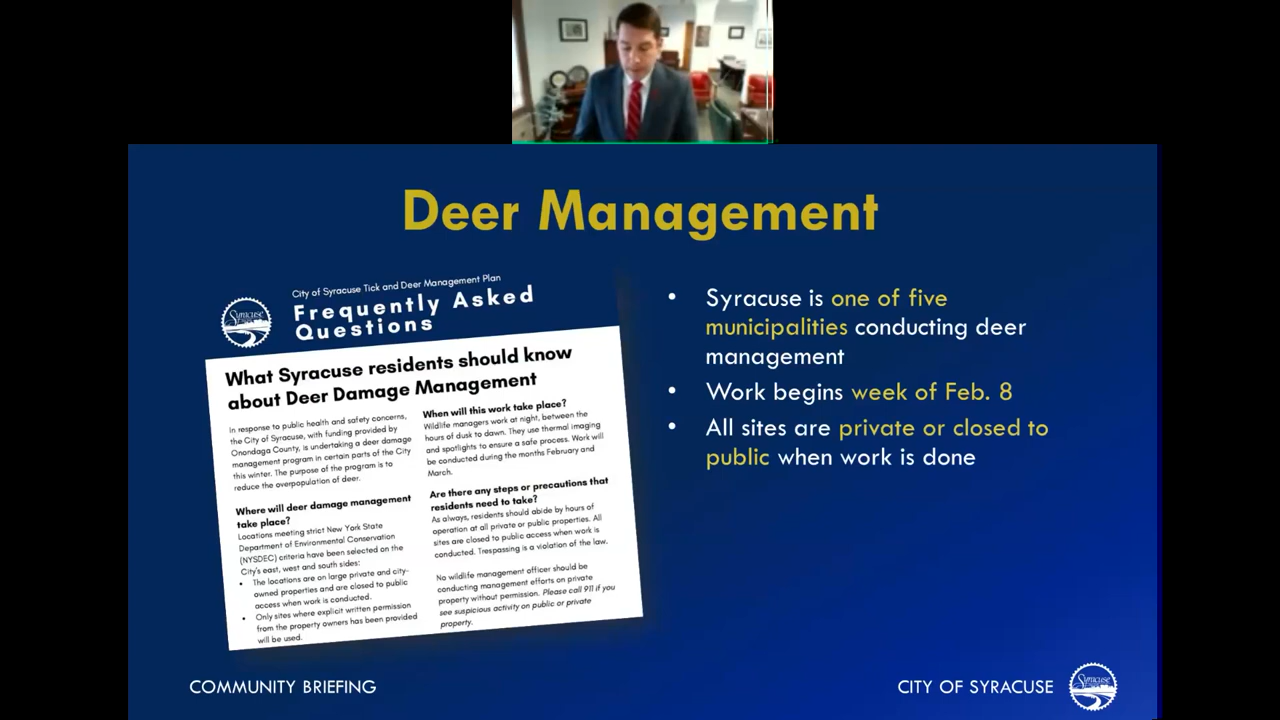 Deer Management
City of Syracuse Tick and Deer Management Plan
Frequently Asked
Questions
Syracuse
What Syracuse residents should know
about Deer Damage Management
In response to public health and safety concerns,
the City of Syracuse, with funding provided by
Onondaga County, is undertaking a deer damage
management program in certain parts of the City
this winter. The purpose of the program is to
reduce the overpopulation of deer.
Where will deer damage management
take place?
Locations meeting strict New York State
Department of Environmental Conservation
(NYSDEC) criteria have been selected on the
City's east, west and south sides:
• The locations are on large private and city-
owned properties and are closed to public
access when work is conducted.
• Only sites where explicit written permission
from the property owners has been provided
will be used.
When will this work take place?
Wildlife managers work at night, between the
hours of dusk to dawn. They use thermal imaging
and spotlights to ensure a safe process. Work will
be conducted during the months February and
March.
Are there any steps or precautions that
residents need to take?
As always, residents should abide by hours of
operation at all private or public properties. All
sites are closed to public access when work is
conducted. Trespassing is a violation of the law.
No wildlife management officer should be
conducting management efforts on private
property without permission. Please call 911 if you
see suspicious activity on public or private
property.
• Syracuse is one of five
municipalities conducting deer
management
• Work begins week of Feb. 8
• All sites are private or closed to
public when work is done
COMMUNITY BRIEFING
CITY OF SYRACUSE
Syracuse